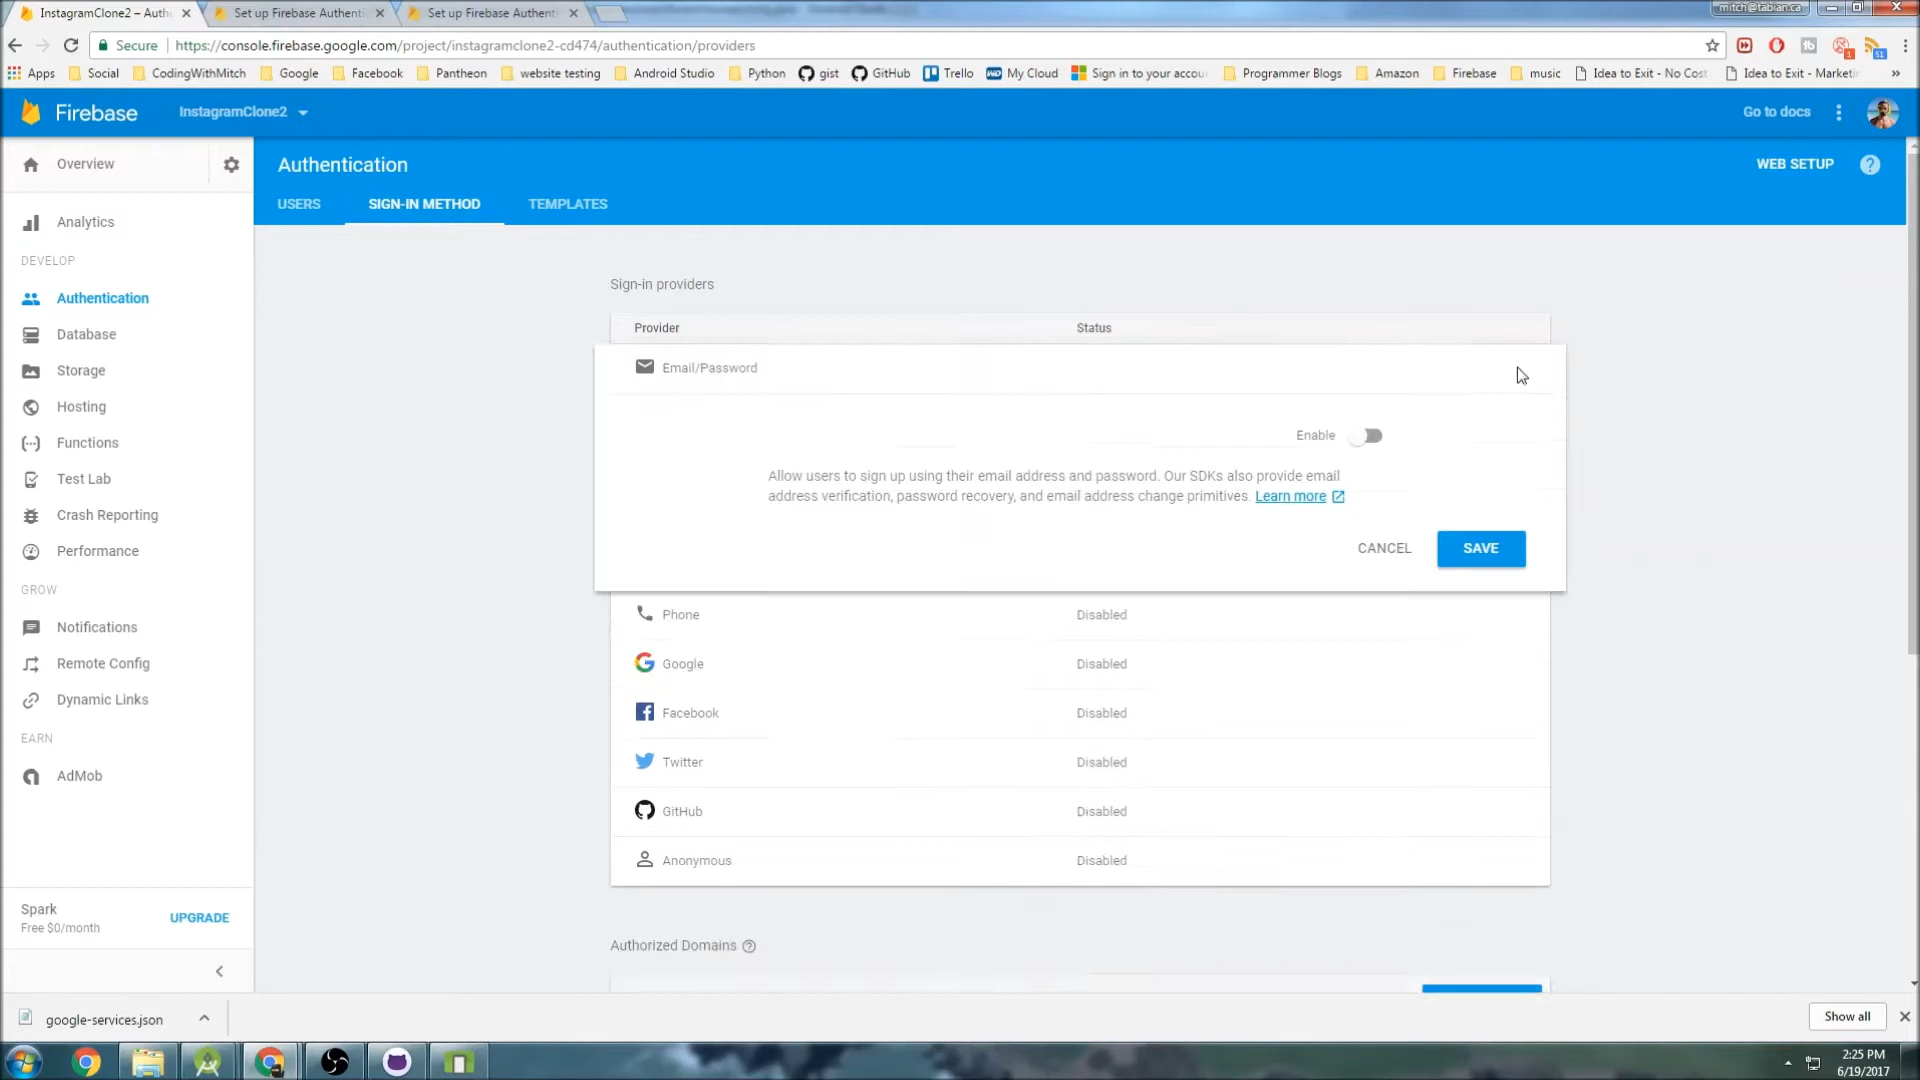 InstagramClone2 – Auth
Set up Firebase Authenti
Set up Firebase Authenti
mitch@tabian.ca
Secure
https://console.firebase.google.com/project/instagramclone2-cd474/authentication/providers
Apps
Social
CodingWithMitch
Google
Facebook
Pantheon
website testing
Android Studio
Python
gist
GitHub
Trello
My Cloud
Sign in to your accou
Programmer Blogs
Amazon
Firebase
music
Idea to Exit - No Cost
Idea to Exit - Marketin
Firebase
InstagramClone2
Go to docs
Overview
Authentication
WEB SETUP
USERS
SIGN-IN METHOD
TEMPLATES
Analytics
DEVELOP
Authentication
Database
Storage
Hosting
Functions
Test Lab
Crash Reporting
Performance
GROW
Notifications
Remote Config
Dynamic Links
EARN
AdMob
Spark
Free $0/month
UPGRADE
Sign-in providers
Provider
Status
Email/Password
Enable
Allow users to sign up using their email address and password. Our SDKs also provide email
address verification, password recovery, and email address change primitives. Learn more
CANCEL
SAVE
Phone
Disabled
Google
Disabled
Facebook
Disabled
Twitter
Disabled
GitHub
Disabled
Anonymous
Disabled
Authorized Domains
google-services.json
Show all
2:25 PM
6/19/2017